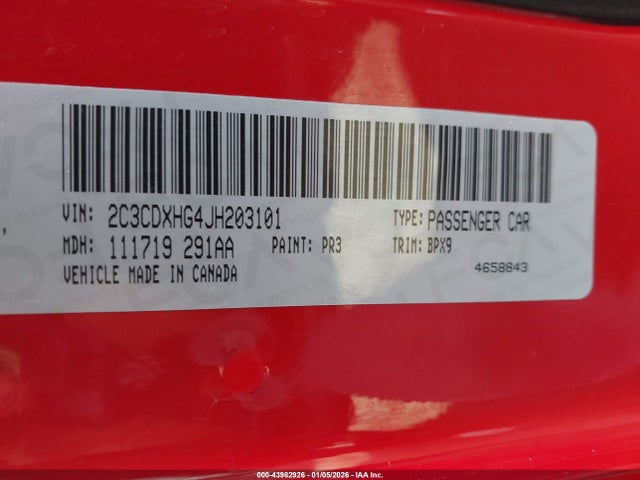 VIN: 2C3CDXHG4JH203101 TYPE: PASSENGER CAR
MDH: 111719 291AA PAINT: PR3 TRIM: BPX9
VEHICLE MADE IN CANADA 4658843
000-43982926 - 01/05/2026 - © IAA Inc.